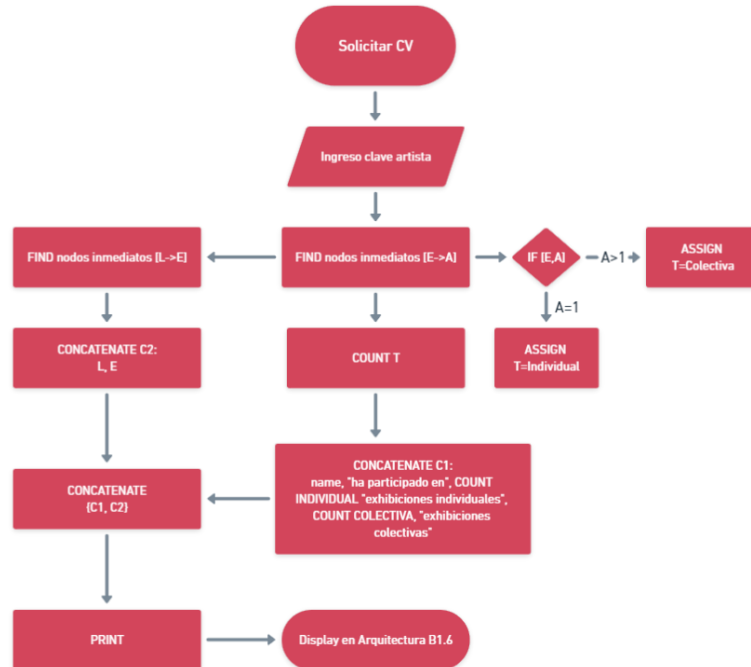 Solicitar CV
Ingreso clave artista
FIND nodos inmediatos [L->E]
FIND nodos inmediatos [E->A]
IF [E,A]
A>1
ASSIGN
T=Colectiva
A=1
CONCATENATE C2:
L, E
COUNT T
ASSIGN
T=Individual
CONCATENATE
{C1, C2}
CONCATENATE C1:
name, "ha participado en", COUNT
INDIVIDUAL "exhibiciones individuales",
COUNT COLECTIVA, "exhibiciones
colectivas"
PRINT
Display en Arquitectura B1.6